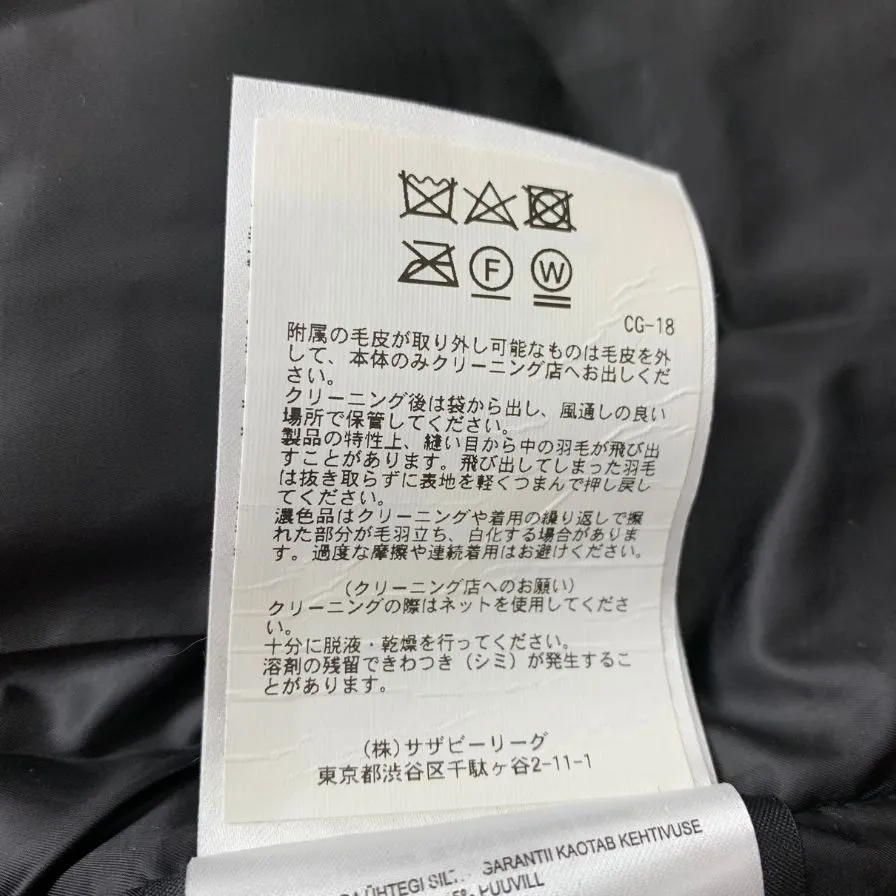 F W
CG-18
附属の毛皮が取り外し可能なものは毛皮を外
して、本体のみクリーニング店へお出しくだ
さい。
クリーニング後は袋から出し、風通しの良い
場所で保管してください。
製品の特性上、縫い目から中の羽毛が飛び出
すことがあります。飛び出してしまった羽毛
は抜き取らずに表地を軽くつまんで押し戻し
てください。
濃色品はクリーニングや着用の繰り返しで擦
れた部分が毛羽立ち、白化する場合がありま
す。過度な摩擦や連続着用はお避けください。
(クリーニング店へのお願い)
クリーニングの際はネットを使用してくださ
い。
十分に脱液・乾燥を行ってください。
溶剤の残留できわつき(シミ)が発生するこ
とがあります。
(株)サザビーリーグ
東京都渋谷区千駄ヶ谷2-11-1
ÜHTEGI GARANTII KAOTAB KEHTIVUSE
PUUVILL